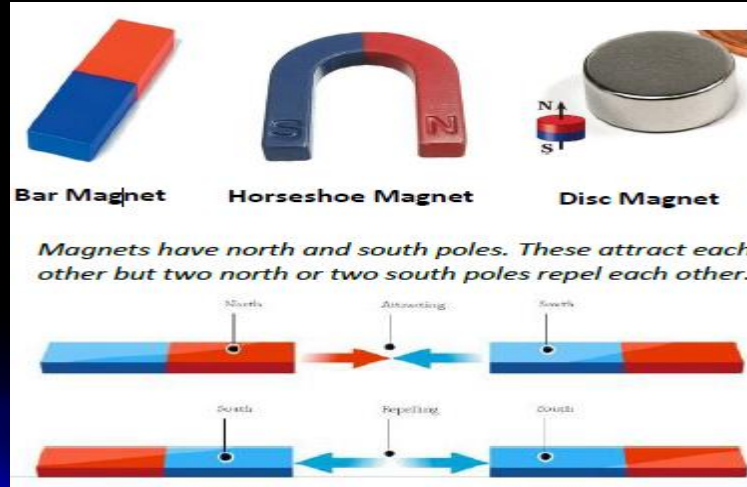 S N
N
S
Bar Magnet Horseshoe Magnet Disc Magnet
Magnets have north and south poles. These attract each
other but two north or two south poles repel each other.
North Attracting South
South Repelling South